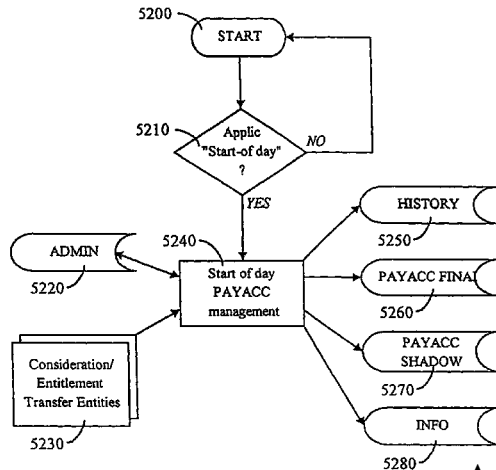 5200
START
5210
Applic
"Start-of day"
?
NO
YES
ADMIN
5220
5240
Start of day
PAYACC
management
HISTORY
5250
PAYACC FINAL
5260
PAYACC
SHADOW
5270
Consideration/
Entitlement
Transfer Entities
5230
INFO
5280